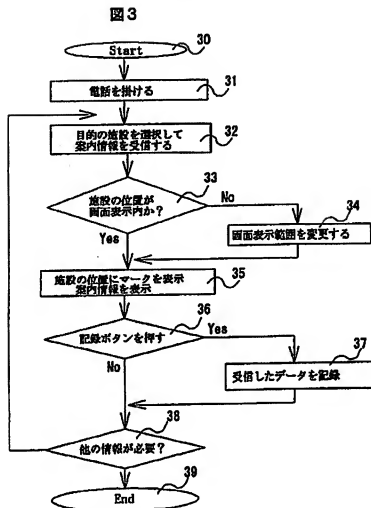 図3
Start
30
電話を掛ける
31
目的の施設を選択して
案内情報を受信する
32
施設の位置が
画面表示内か?
33
No
Yes
画面表示範囲を変更する
34
施設の位置にマークを表示
案内情報を表示
35
記録ボタンを押す
36
Yes
No
受信したデータを記録
37
他の情報が必要?
38
End
39